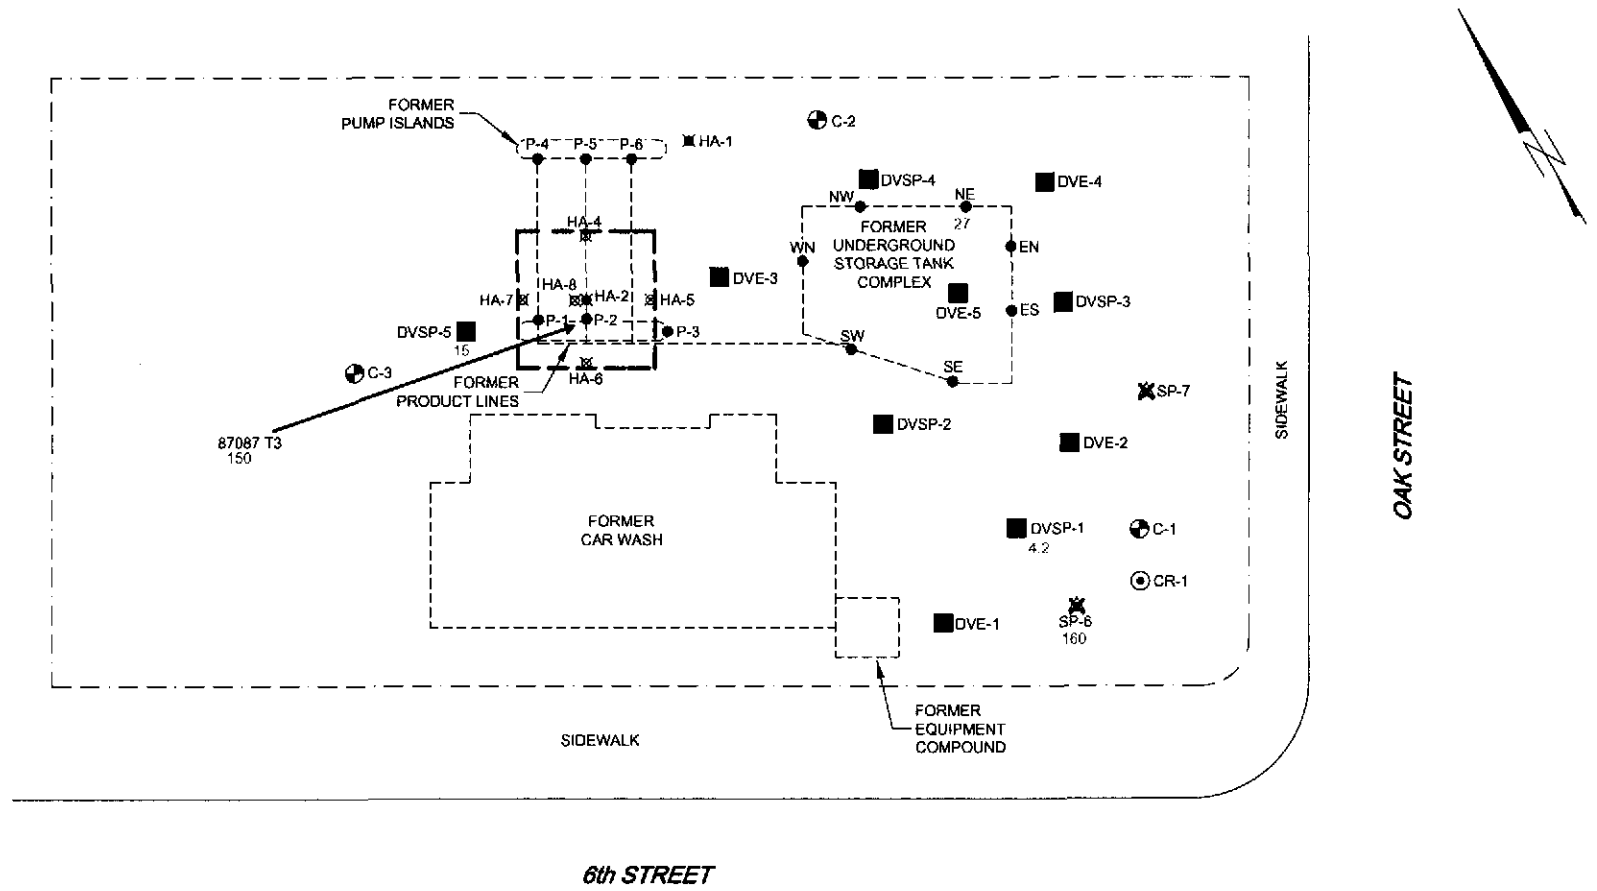 FORMER
PUMP ISLANDS
C-2
P-4
P-5
P-6
HA-1
DVSP-4
DVE-4
NW
NE
27
HA-4
FORMER
UNDERGROUND
STORAGE TANK
COMPLEX
WN
EN
DVE-3
HA-8
HA-7
HA-2
HA-5
DVE-5
DVSP-3
ES
P-1
P-2
P-3
DVSP-5
15
SW
C-3
HA-6
SE
FORMER
PRODUCT LINES
SP-7
SIDEWALK
OAK STREET
87087 T3
150
DVSP-2
DVE-2
FORMER
CAR WASH
DVSP-1
4.2
C-1
CR-1
DVE-1
SP-6
160
FORMER
EQUIPMENT
COMPOUND
SIDEWALK
6th STREET